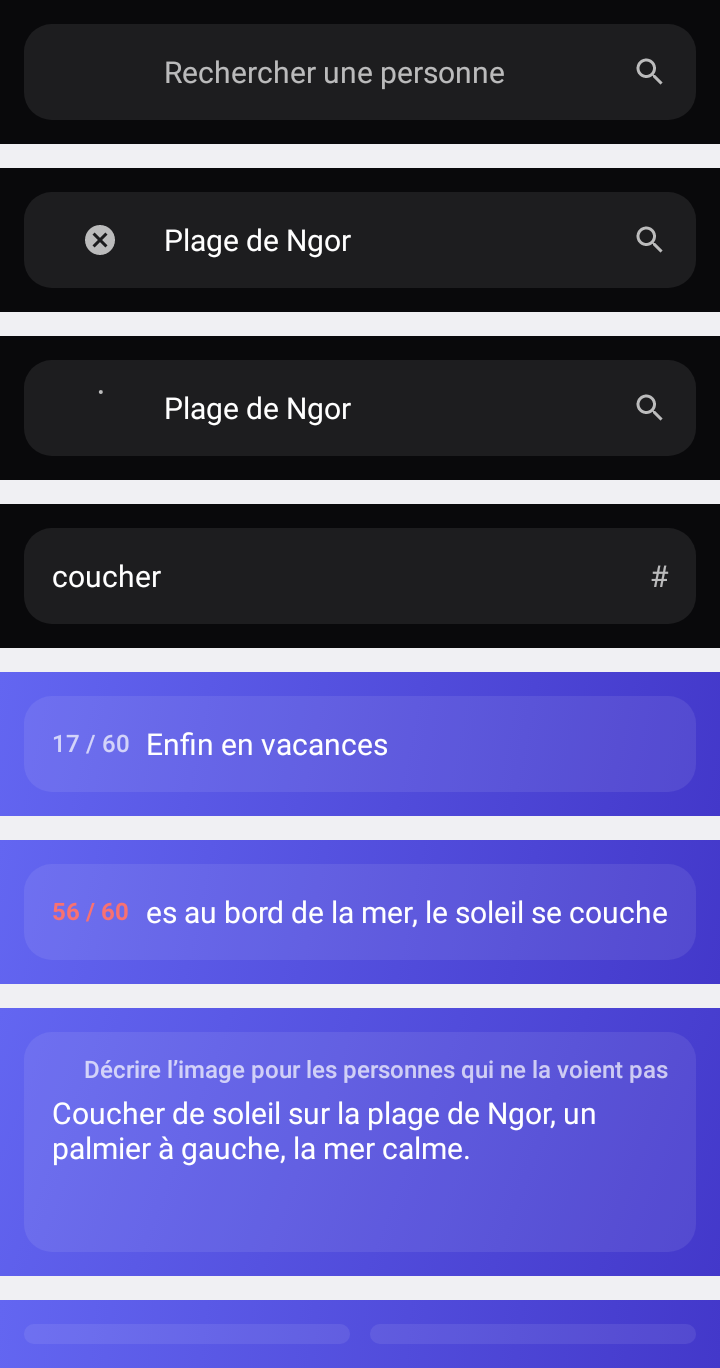 Rechercher une personne
Plage de Ngor
Plage de Ngor
coucher #
17 / 60 Enfin en vacances
56 / 60 es au bord de la mer, le soleil se couche
Décrire l’image pour les personnes qui ne la voient pas
Coucher de soleil sur la plage de Ngor, un
palmier à gauche, la mer calme.